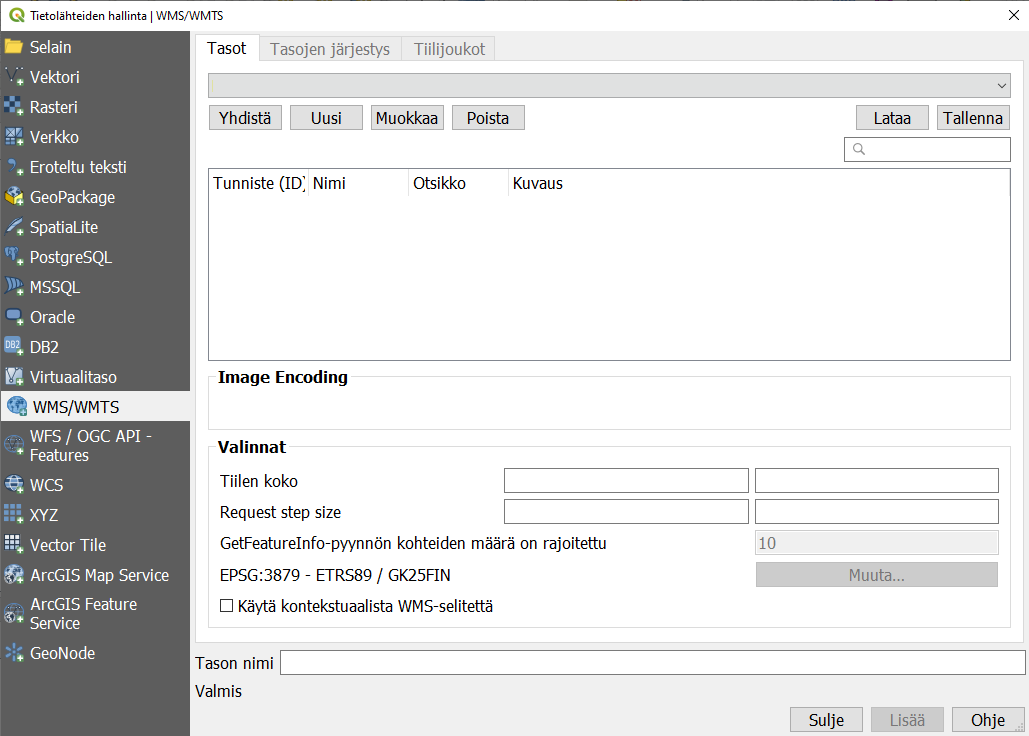 Tietolähteiden hallinta | WMS/WMTS
Selain
Vektori
Rasteri
Verkko
Eroteltu teksti
GeoPackage
SpatiaLite
PostgreSQL
MSSQL
Oracle
DB2
DB2
Virtuaalitaso
WMS/WMTS
WFS / OGC API -
Features
WCS
XYZ
Vector Tile
ArcGIS Map Service
ArcGIS Feature
Service
GeoNode
Tasot Tasojen järjestys Tiilijoukot
Yhdistä Uusi Muokkaa Poista Lataa Tallenna
Tunniste (ID) Nimi Otsikko Kuvaus
Image Encoding
Valinnat
Tiilen koko
Request step size
GetFeatureInfo-pyynnön kohteiden määrä on rajoitettu 10
EPSG:3879 - ETRS89 / GK25FIN Muuta...
Käytä kontekstuaalista WMS-selitettä
Tason nimi
Valmis
Sulje Lisää Ohje